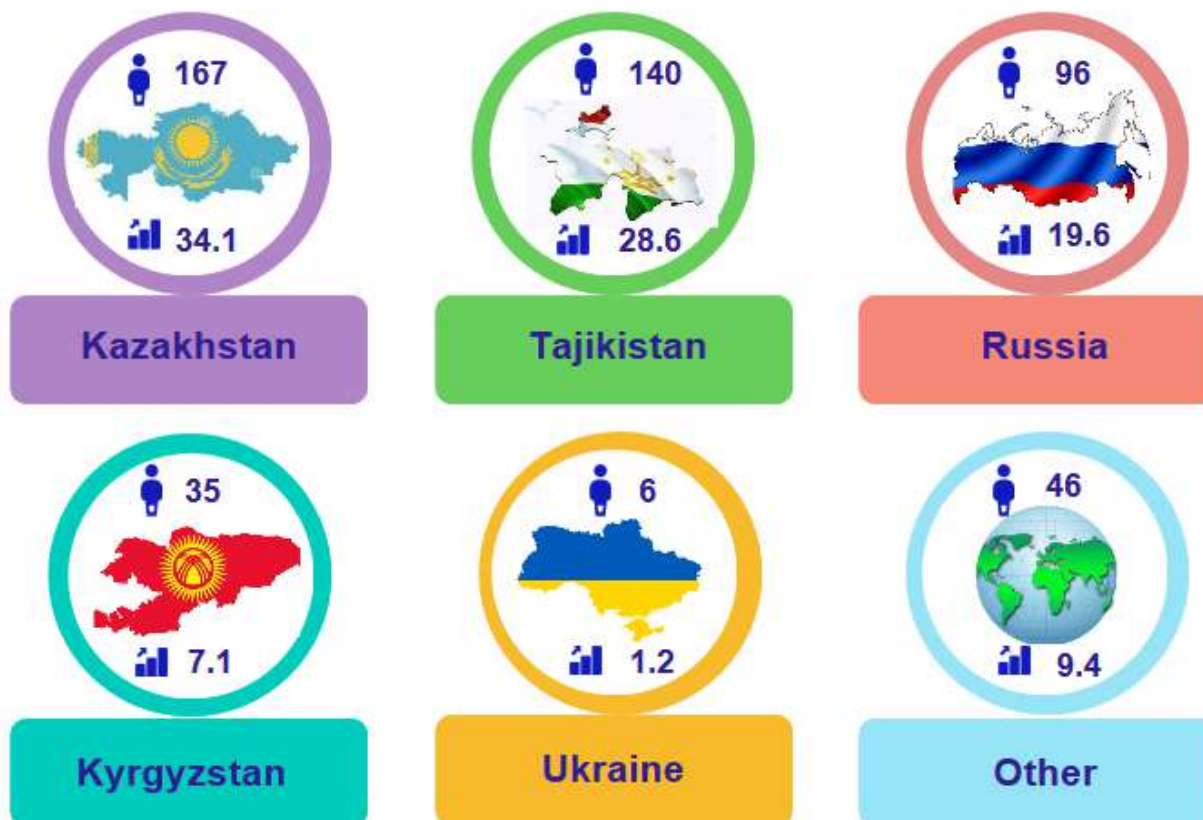 167
34.1
Kazakhstan
140
28.6
Tajikistan
96
19.6
Russia
35
7.1
Kyrgyzstan
6
1.2
Ukraine
46
9.4
Other